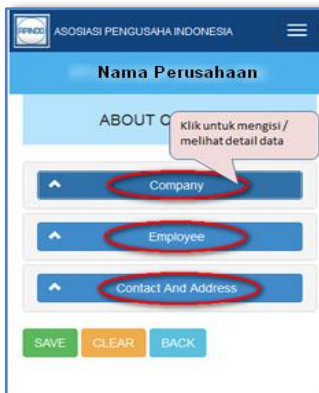 APINDO ASOSIASI PENGUSAHA INDONESIA
Nama Perusahaan
ABOUT C
Klik untuk mengisi /
melihat detail data
Company
Employee
Contact And Address
SAVE CLEAR BACK